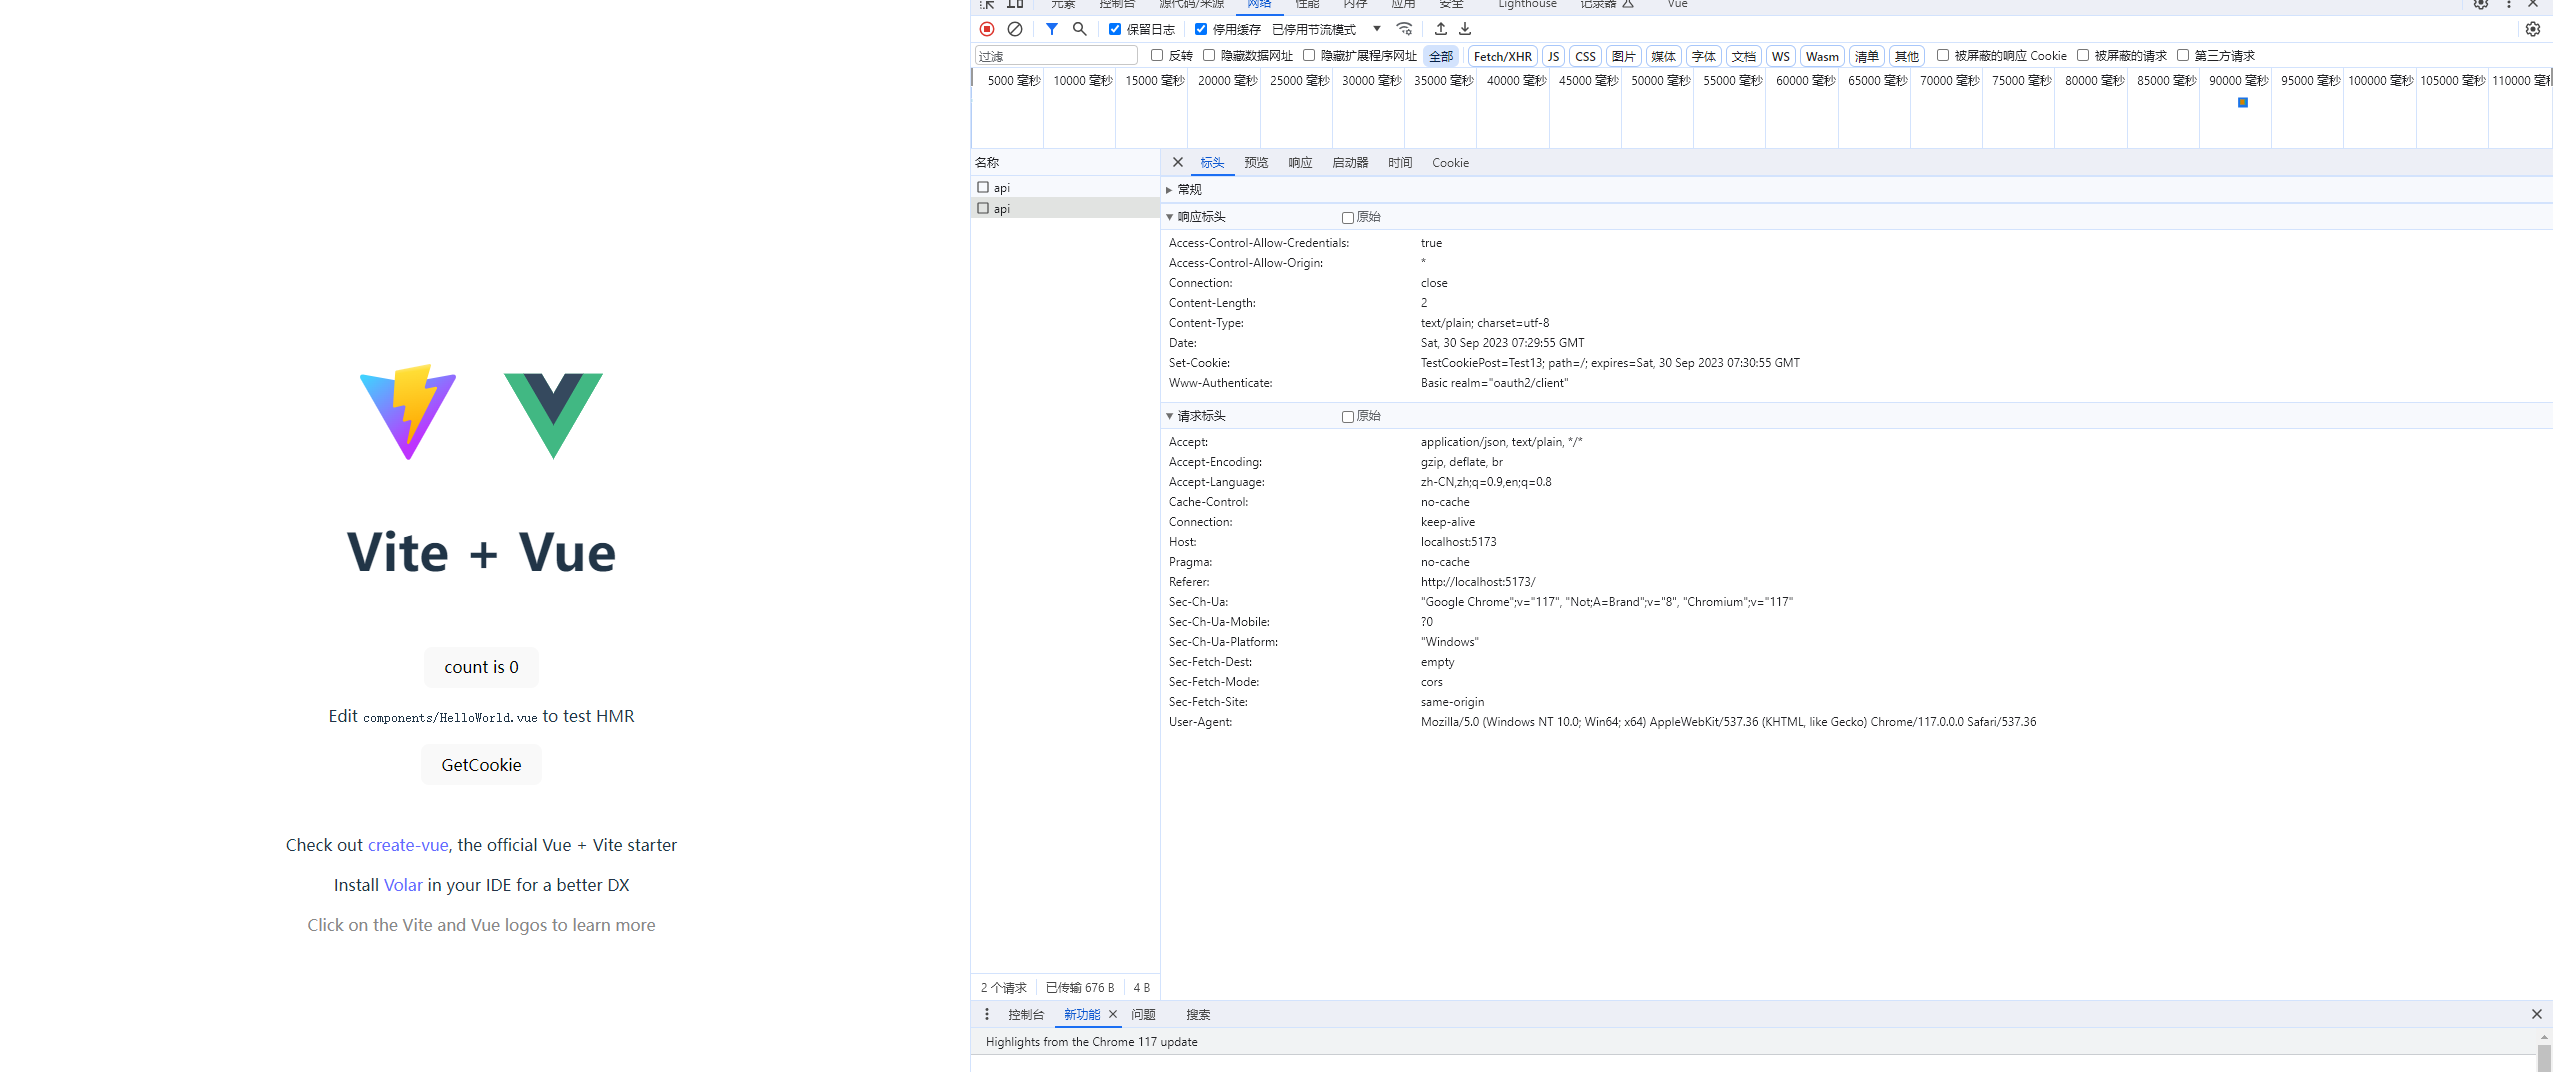 Vite + Vue
count is 0
Edit components/HelloWorld.vue to test HMR
GetCookie
Check out create-vue, the official Vue + Vite starter
Install Volar in your IDE for a better DX
Click on the Vite and Vue logos to learn more
元素 控制台 源代码/来源 网络 性能 内存 应用 安全 Lighthouse 记录器 Vue
保留日志 停用缓存 已停用节流模式
过滤 反转 隐藏数据网址 隐藏扩展程序网址 全部 Fetch/XHR JS CSS 图片 媒体 字体 文档 WS Wasm 清单 其他 被屏蔽的响应 Cookie 被屏蔽的请求 第三方请求
5000 毫秒 10000 毫秒 15000 毫秒 20000 毫秒 25000 毫秒 30000 毫秒 35000 毫秒 40000 毫秒 45000 毫秒 50000 毫秒 55000 毫秒 60000 毫秒 65000 毫秒 70000 毫秒 75000 毫秒 80000 毫秒 85000 毫秒 90000 毫秒 95000 毫秒 100000 毫秒 105000 毫秒 110000 毫秒
名称
api
api
标头 预览 响应 启动器 时间 Cookie
常规
响应标头 原始
Access-Control-Allow-Credentials: true
Access-Control-Allow-Origin: *
Connection: close
Content-Length: 2
Content-Type: text/plain; charset=utf-8
Date: Sat, 30 Sep 2023 07:29:55 GMT
Set-Cookie: TestCookiePost=Test13; path=/; expires=Sat, 30 Sep 2023 07:30:55 GMT
Www-Authenticate: Basic realm="oauth2/client"
请求标头 原始
Accept: application/json, text/plain, */*
Accept-Encoding: gzip, deflate, br
Accept-Language: zh-CN,zh;q=0.9,en;q=0.8
Cache-Control: no-cache
Connection: keep-alive
Host: localhost:5173
Pragma: no-cache
Referer: http://localhost:5173/
Sec-Ch-Ua: "Google Chrome";v="117", "Not;A=Brand";v="8", "Chromium";v="117"
Sec-Ch-Ua-Mobile: ?0
Sec-Ch-Ua-Platform: "Windows"
Sec-Fetch-Dest: empty
Sec-Fetch-Mode: cors
Sec-Fetch-Site: same-origin
User-Agent: Mozilla/5.0 (Windows NT 10.0; Win64; x64) AppleWebKit/537.36 (KHTML, like Gecko) Chrome/117.0.0.0 Safari/537.36
2 个请求 已传输 676 B 4 B
控制台 新功能 问题 搜索
Highlights from the Chrome 117 update